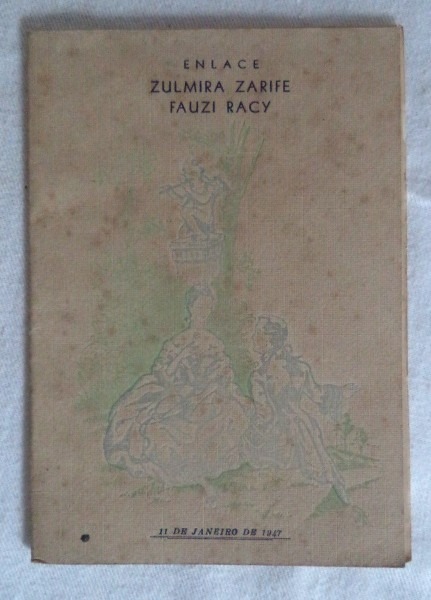 ENLACE
ZULMIRA ZARIFE
FAUZI RACY
11 DE JANEIRO DE 1947